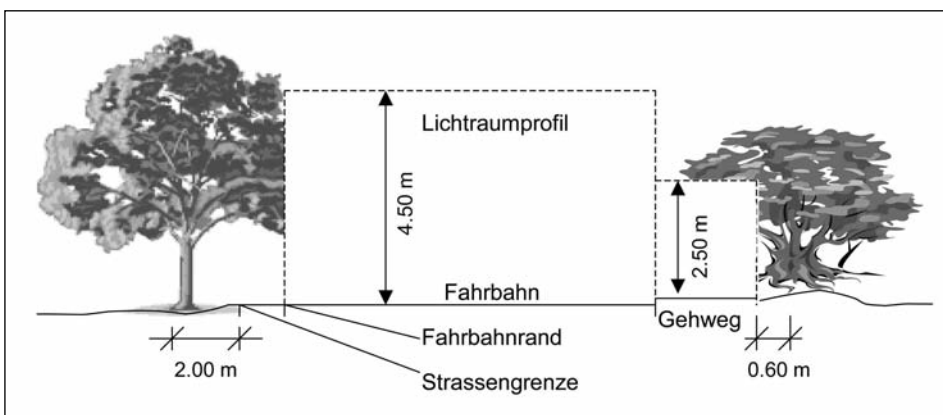 Lichtraumprofil
4.50 m
2.50 m
Fahrbahn
Gehweg
Fahrbahnrand
2.00 m
0.60 m
Strassengrenze